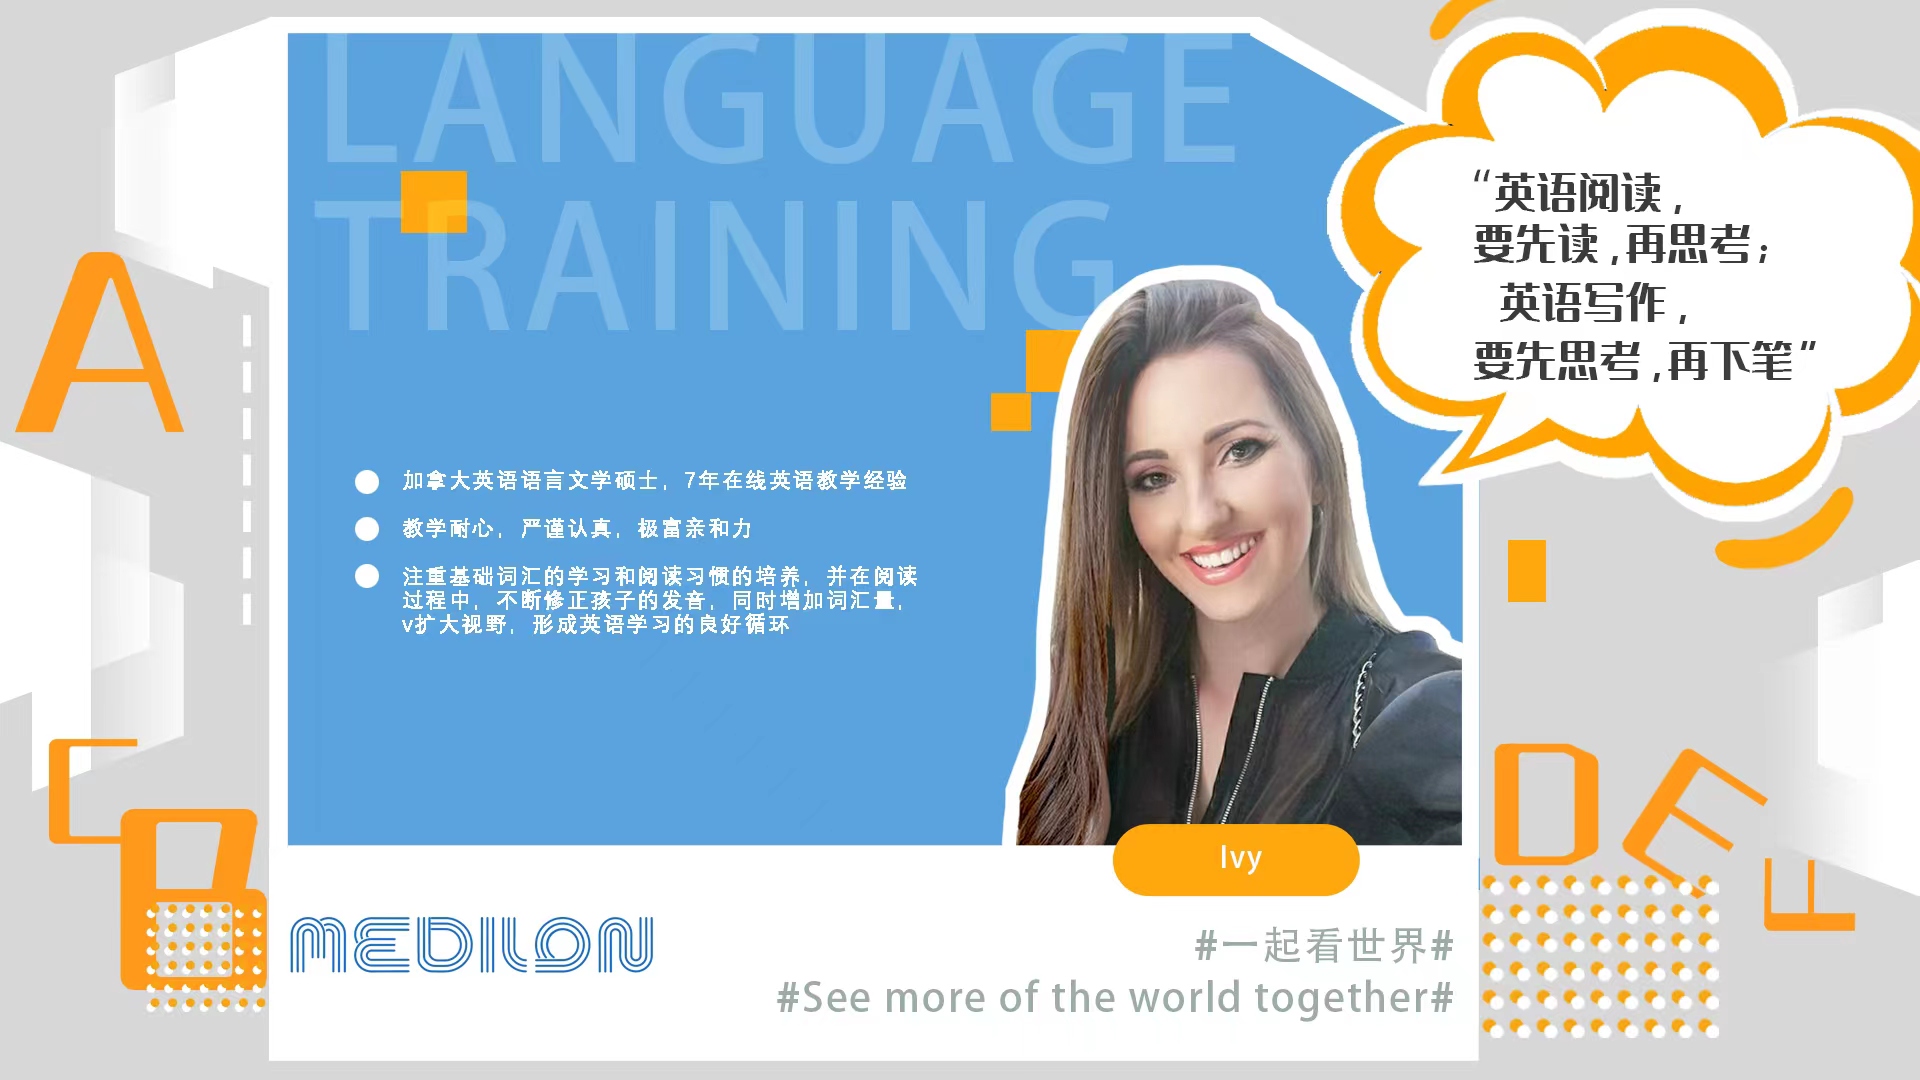 LANGUAGE
TRAINING
“英语阅读，
要先读，再思考；
英语写作，
要先思考，再下笔”
A
加拿大英语语言文学硕士，7年在线英语教学经验
教学耐心，严谨认真，极富亲和力
注重基础词汇的学习和阅读习惯的培养，并在阅读
过程中，不断修正孩子的发音，同时增加词汇量，
v扩大视野，形成英语学习的良好循环
C
B
D
E
F
Ivy
MEDILON
#一起看世界#
#See more of the world together#